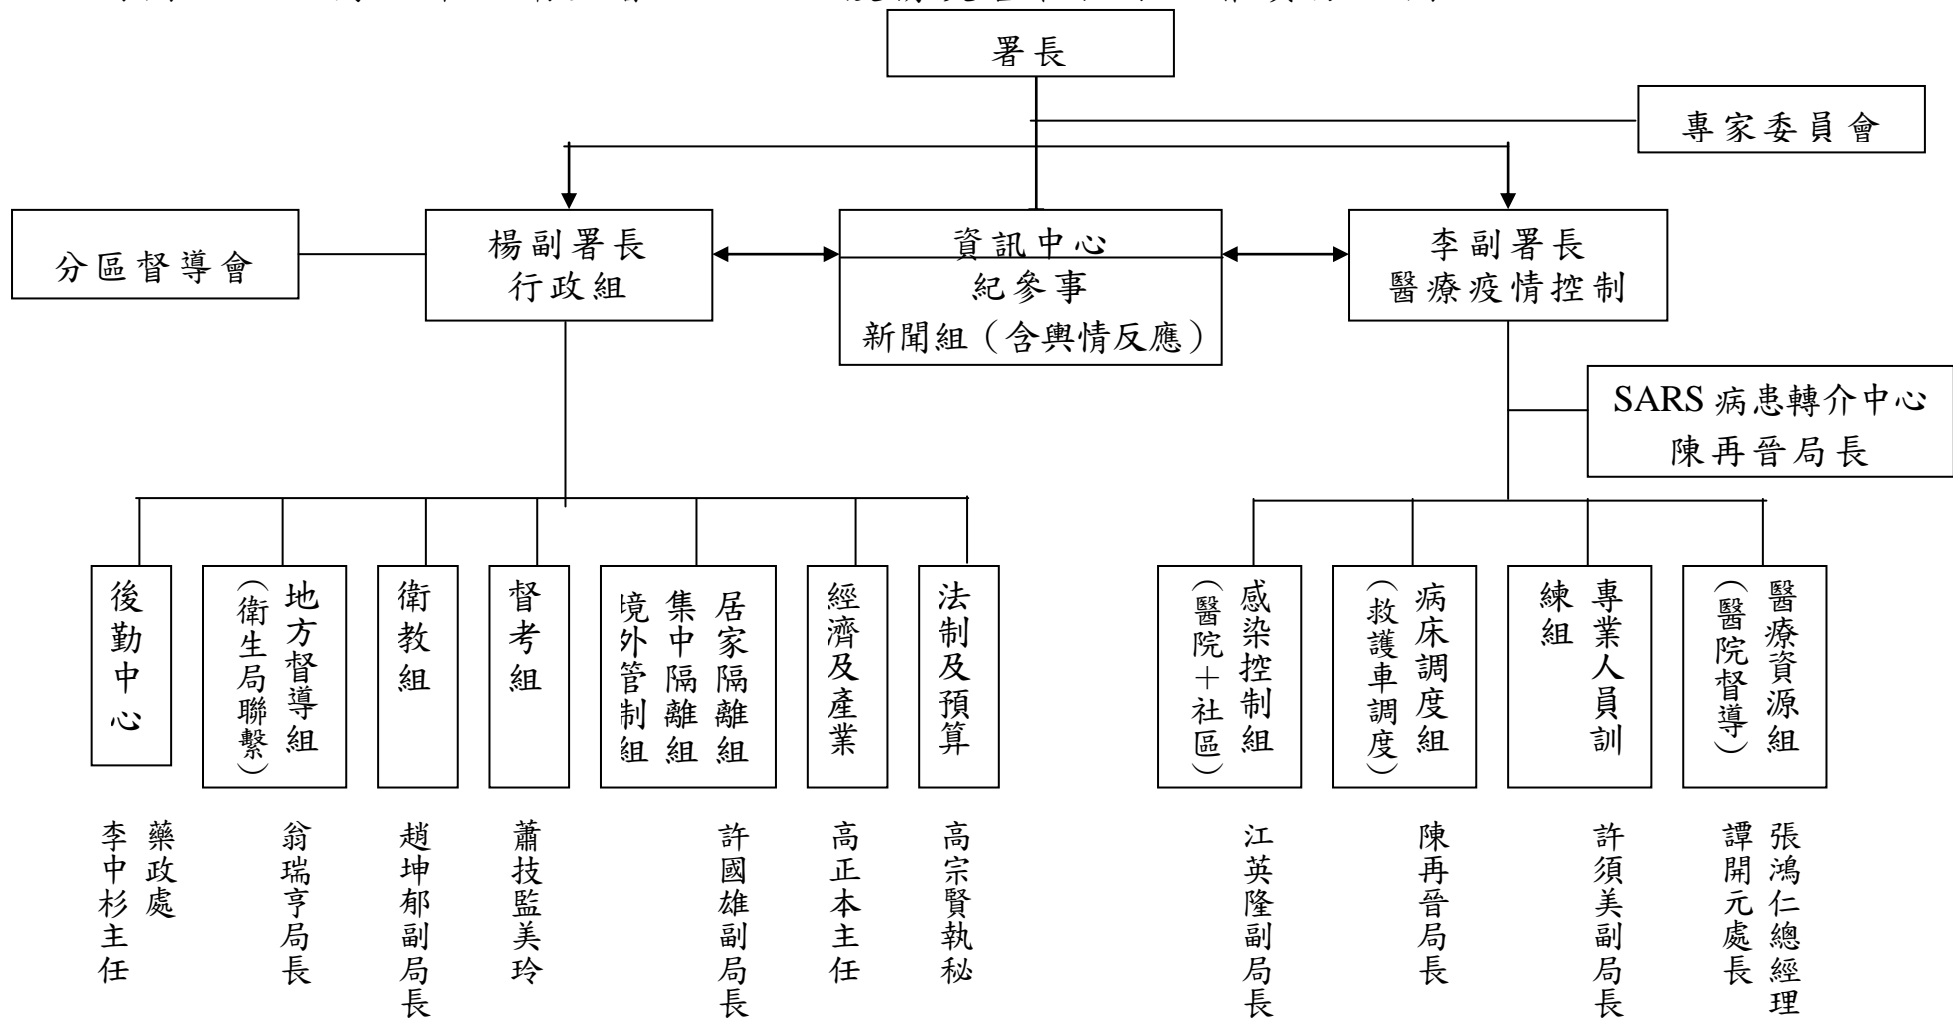 署長
專家委員會
分區督導會
楊副署長
行政組
資訊中心
紀參事
新聞組（含輿情反應）
李副署長
醫療疫情控制
SARS 病患轉介中心
陳再晉局長
後勤中心
地方督導組
（衛生局聯繫）
衛教組
督考組
居家隔離組
集中隔離組
境外管制組
經濟及產業
法制及預算
感染控制組
（醫院＋社區）
病床調度組
（救護車調度）
專業人員訓
練組
醫療資源組
（醫院督導）
藥政處
李中杉主任
翁瑞亨局長
趙坤郁副局長
蕭技監美玲
許國雄副局長
高正本主任
高宗賢執秘
江英隆副局長
陳再晉局長
許須美副局長
張鴻仁總經理
譚開元處長